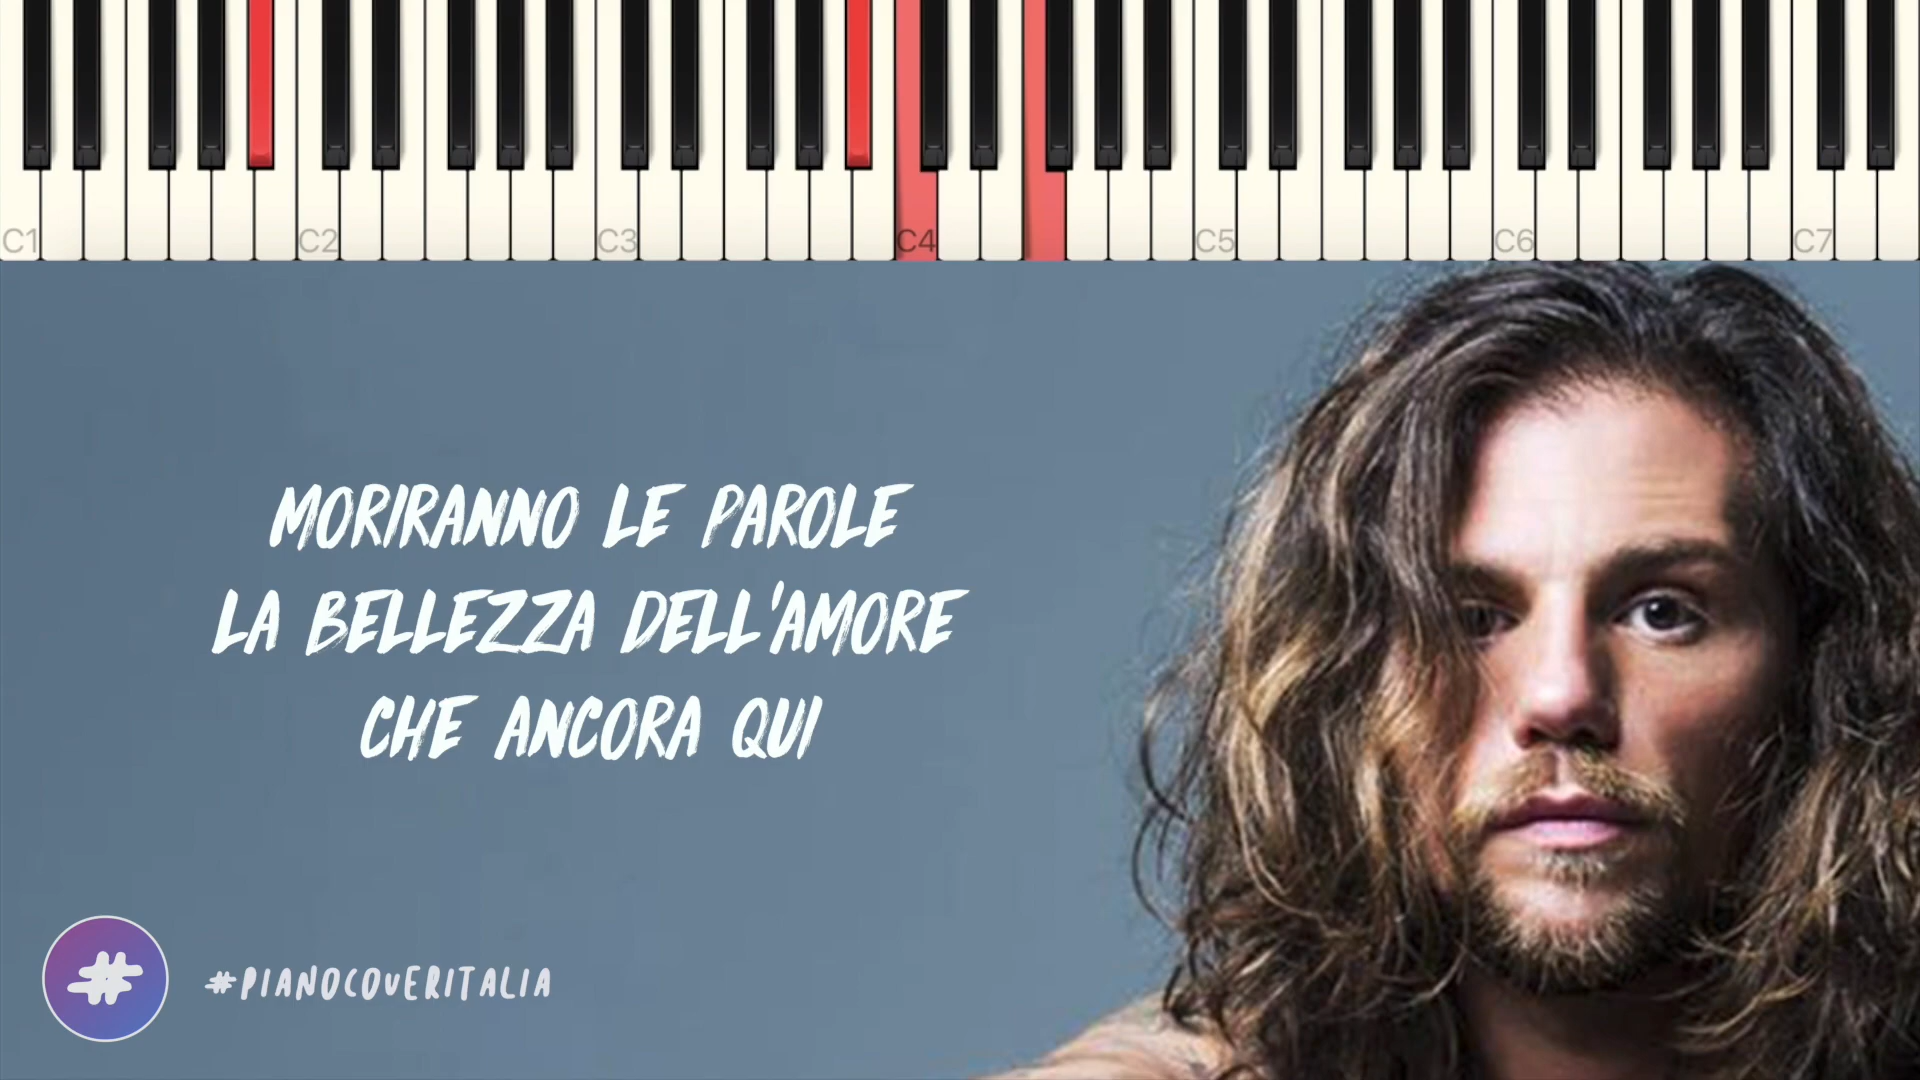 C1 C2 C3 C4 C5 C6 C7
MORIRANNO LE PAROLE
LA BELLEZZA DELL'AMORE
CHE ANCORA QUI
#
#PIANOCOVERITALIA